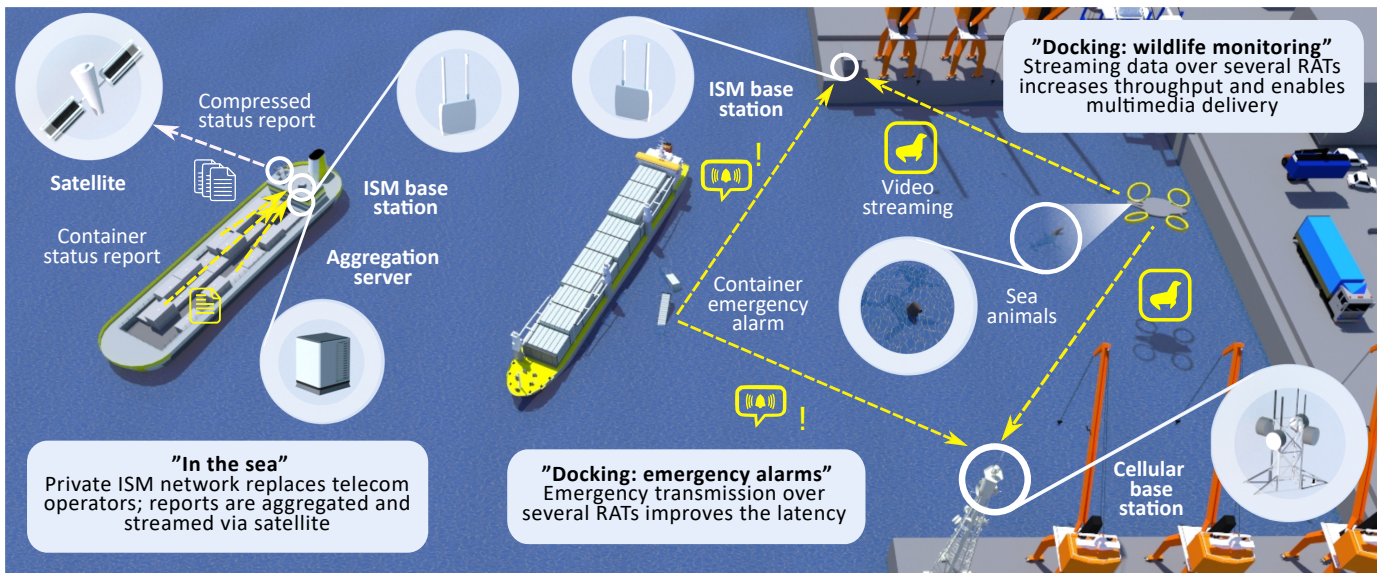 Compressed
status report
Satellite
Container
status report
ISM base
station
Aggregation
server
"In the sea"
Private ISM network replaces telecom
operators; reports are aggregated and
streamed via satellite
ISM base
station
!
Container
emergency
alarm
!
"Docking: emergency alarms"
Emergency transmission over
several RATs improves the latency
"Docking: wildlife monitoring"
Streaming data over several RATs
increases throughput and enables
multimedia delivery
Video
streaming
Sea
animals
Cellular
base
station